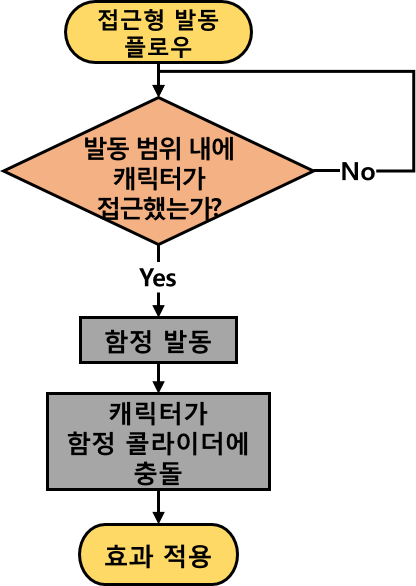 접근형 발동
플로우
발동 범위 내에
캐릭터가
접근했는가?
No
Yes
함정 발동
캐릭터가
함정 콜라이더에
충돌
효과 적용